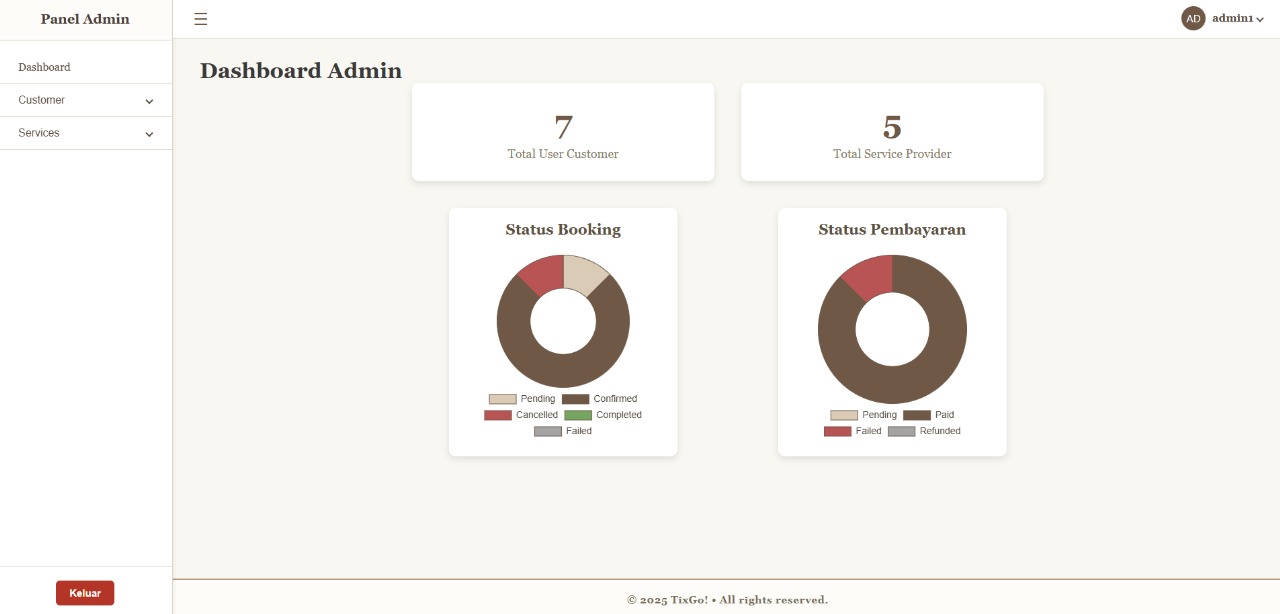 Panel Admin
☰
AD admin1
Dashboard
Customer
Services
Keluar
Dashboard Admin
7
Total User Customer
5
Total Service Provider
Status Booking
Pending Confirmed
Cancelled Completed
Failed
Status Pembayaran
Pending Paid
Failed Refunded
© 2025 TixGo! • All rights reserved.